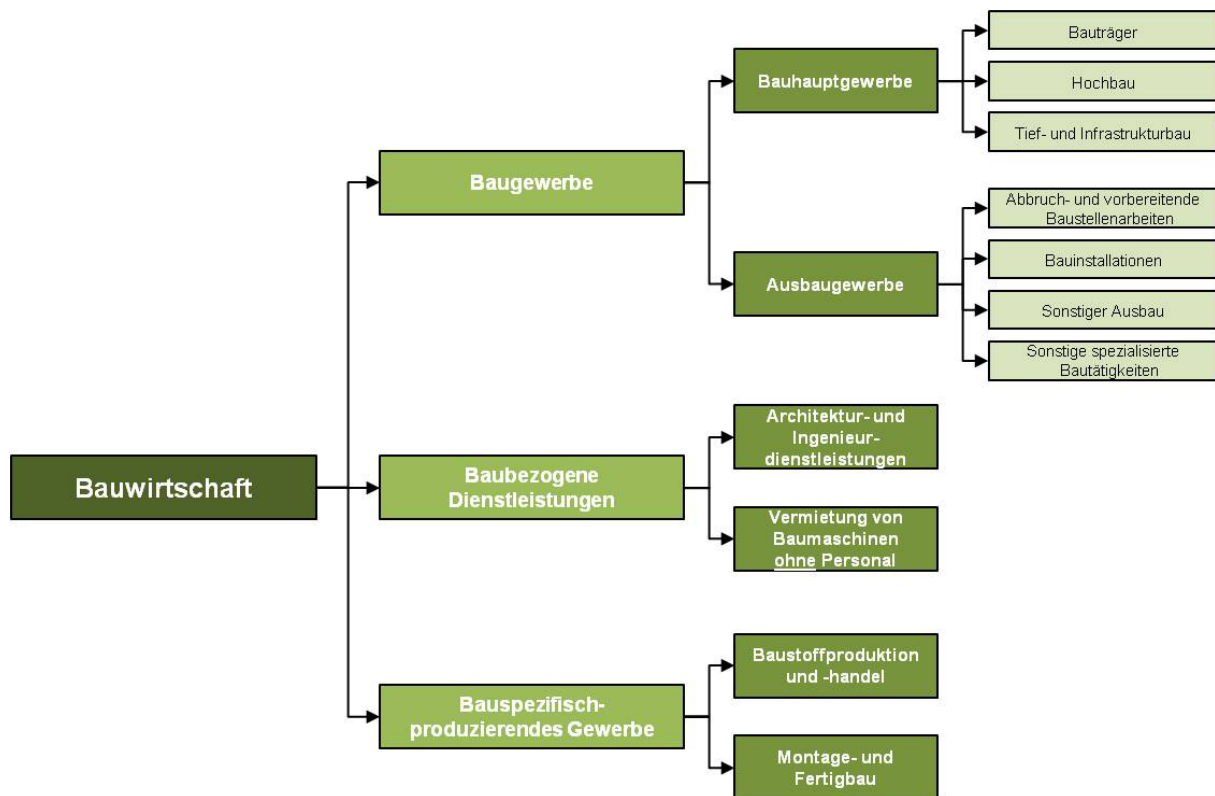 Bauwirtschaft
Baugewerbe
Bauhauptgewerbe
Bauträger
Hochbau
Tief- und Infrastrukturbau
Ausbaugewerbe
Abbruch- und vorbereitende
Baustellenarbeiten
Bauinstallationen
Sonstiger Ausbau
Sonstige spezialisierte
Bautätigkeiten
Baubezogene
Dienstleistungen
Architektur- und
Ingenieur-
dienstleistungen
Vermietung von
Baumaschinen
ohne Personal
Bauspezifisch-
produzierendes Gewerbe
Baustoffproduktion
und -handel
Montage- und
Fertigbau